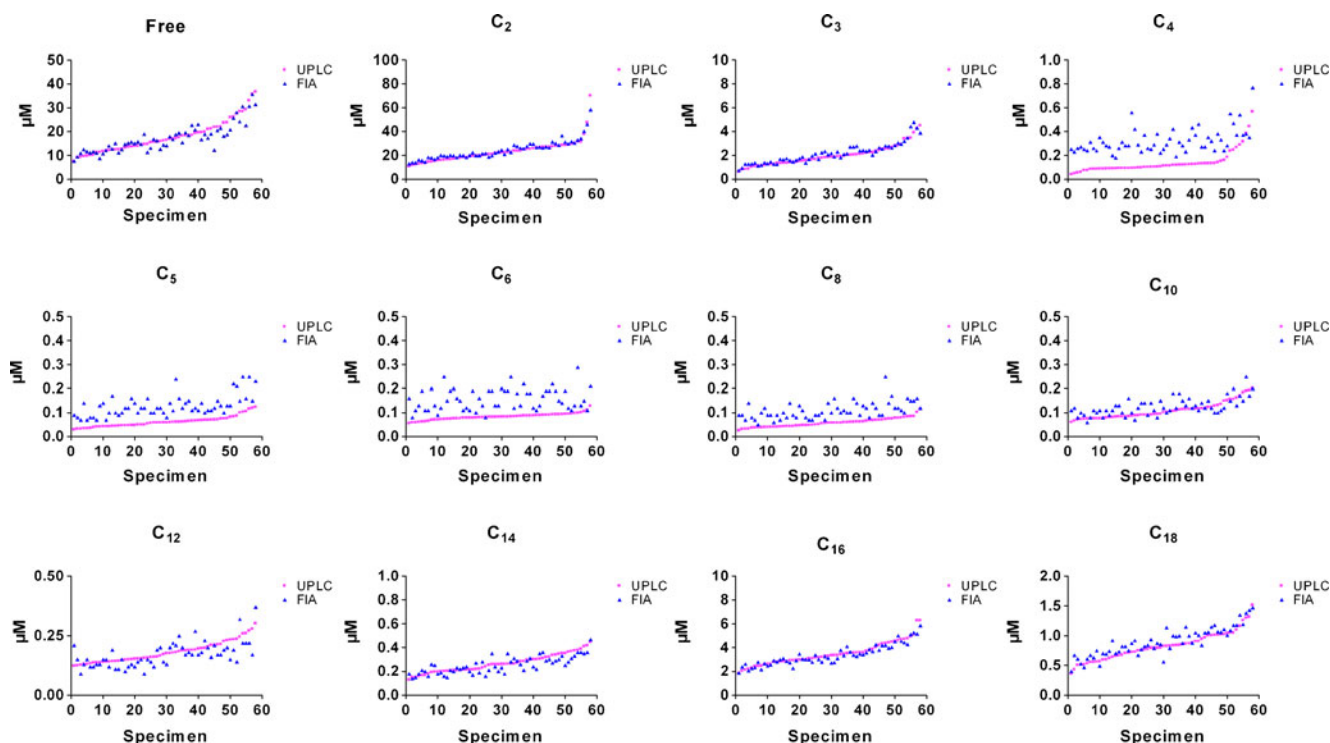 Free
50
40
30
20
10
0
µM
0 10 20 30 40 50 60
Specimen
UPLC
FIA
C2
100
80
60
40
20
0
µM
0 10 20 30 40 50 60
Specimen
UPLC
FIA
C3
10
8
6
4
2
0
µM
0 10 20 30 40 50 60
Specimen
UPLC
FIA
C4
1.0
0.8
0.6
0.4
0.2
0.0
µM
0 10 20 30 40 50 60
Specimen
UPLC
FIA
C5
0.5
0.4
0.3
0.2
0.1
0.0
µM
0 10 20 30 40 50 60
Specimen
UPLC
FIA
C6
0.5
0.4
0.3
0.2
0.1
0.0
µM
0 10 20 30 40 50 60
Specimen
UPLC
FIA
C8
0.5
0.4
0.3
0.2
0.1
0.0
µM
0 10 20 30 40 50 60
Specimen
UPLC
FIA
C10
0.5
0.4
0.3
0.2
0.1
0.0
µM
0 10 20 30 40 50 60
Specimen
UPLC
FIA
C12
0.50
0.25
0.00
µM
0 10 20 30 40 50 60
Specimen
UPLC
FIA
C14
1.0
0.8
0.6
0.4
0.2
0.0
µM
0 10 20 30 40 50 60
Specimen
UPLC
FIA
C16
10
8
6
4
2
0
µM
0 10 20 30 40 50 60
Specimen
UPLC
FIA
C18
2.0
1.5
1.0
0.5
0.0
µM
0 10 20 30 40 50 60
Specimen
UPLC
FIA